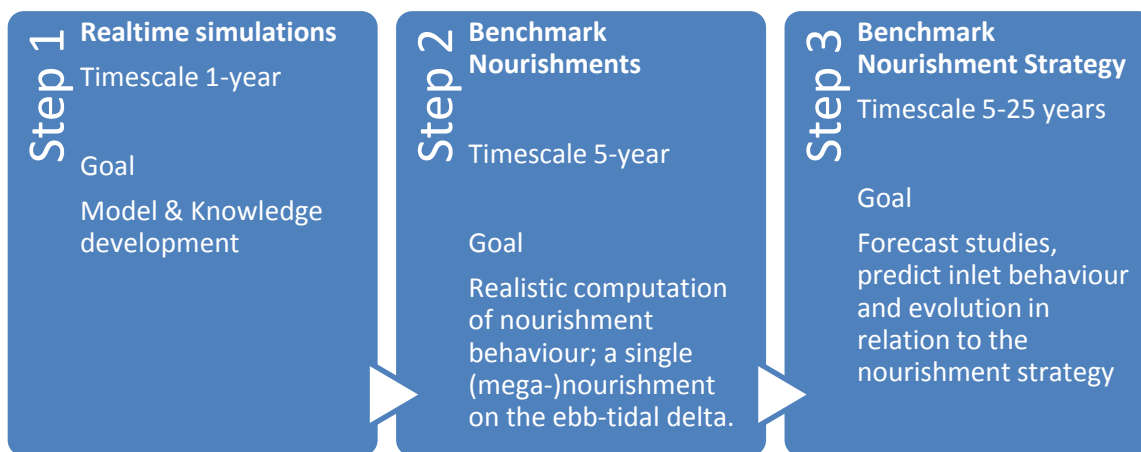 Step 1
Realtime simulations
Timescale 1-year
Goal
Model & Knowledge
development
Step 2
Benchmark
Nourishments
Timescale 5-year
Goal
Realistic computation
of nourishment
behaviour; a single
(mega-)nourishment
on the ebb-tidal delta.
Step 3
Benchmark
Nourishment Strategy
Timescale 5-25 years
Goal
Forecast studies,
predict inlet behaviour
and evolution in
relation to the
nourishment strategy